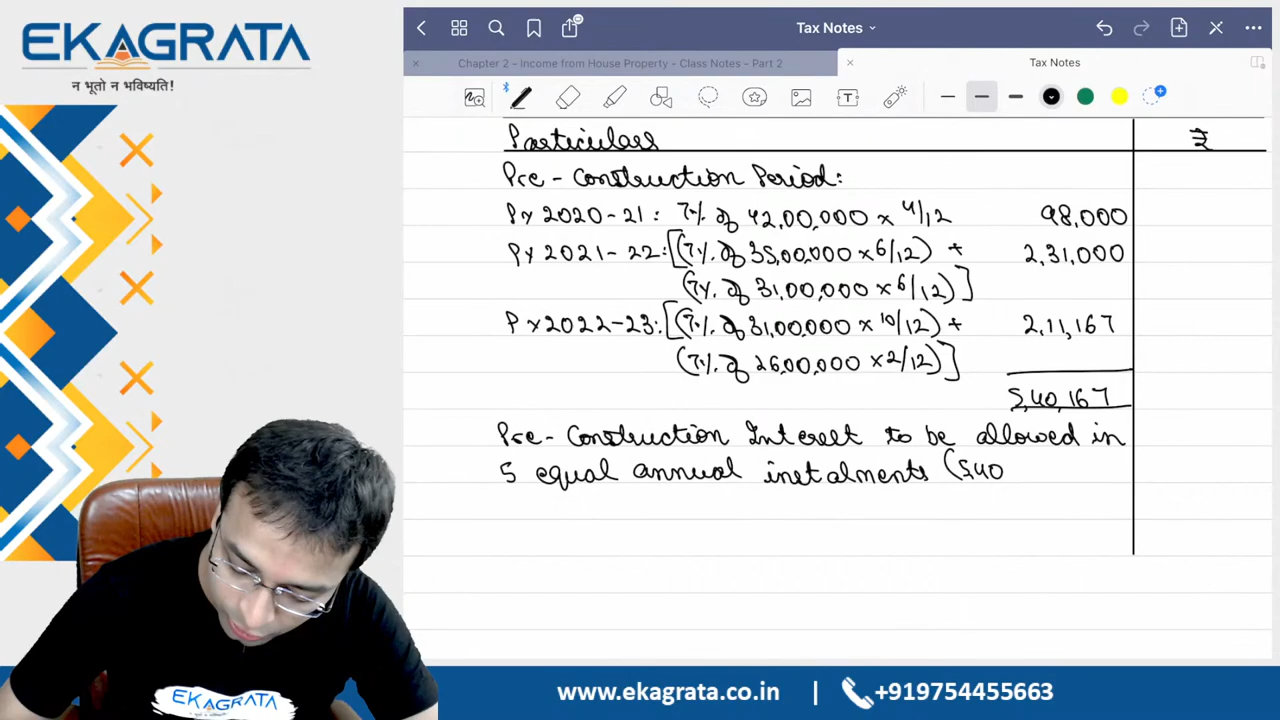 EKAGRATA
न भूतो न भविष्यति!
Tax Notes
Chapter 2 - Income from House Property - Class Notes - Part 2
Tax Notes
Particulars ₹
Pre - Construction Period:
PY 2020-21: 7% of 42,00,000 x 4/12 98,000
PY 2021-22: [(7% of 35,00,000 x 6/12) + 2,31,000
(7% of 31,00,000 x 6/12)]
PY 2022-23: [(7% of 31,00,000 x 10/12) + 2,11,167
(7% of 26,00,000 x 2/12)]
5,40,167
Pre - Construction Interest to be allowed in
5 equal annual instalments (540
EKAGRATA
www.ekagrata.co.in | +919754455663